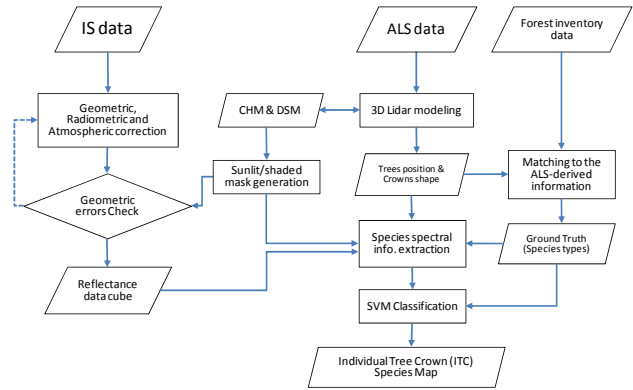 IS data
ALS data
Forest inventory
data
Geometric,
Radiometric and
Atmospheric correction
CHM & DSM
3D Lidar modeling
Sunlit/shaded
mask generation
Trees position &
Crowns shape
Matching to the
ALS-derived
information
Geometric
errors Check
Species spectral
info. extraction
Ground Truth
(Species types)
Reflectance
data cube
SVM Classification
Individual Tree Crown (ITC)
Species Map